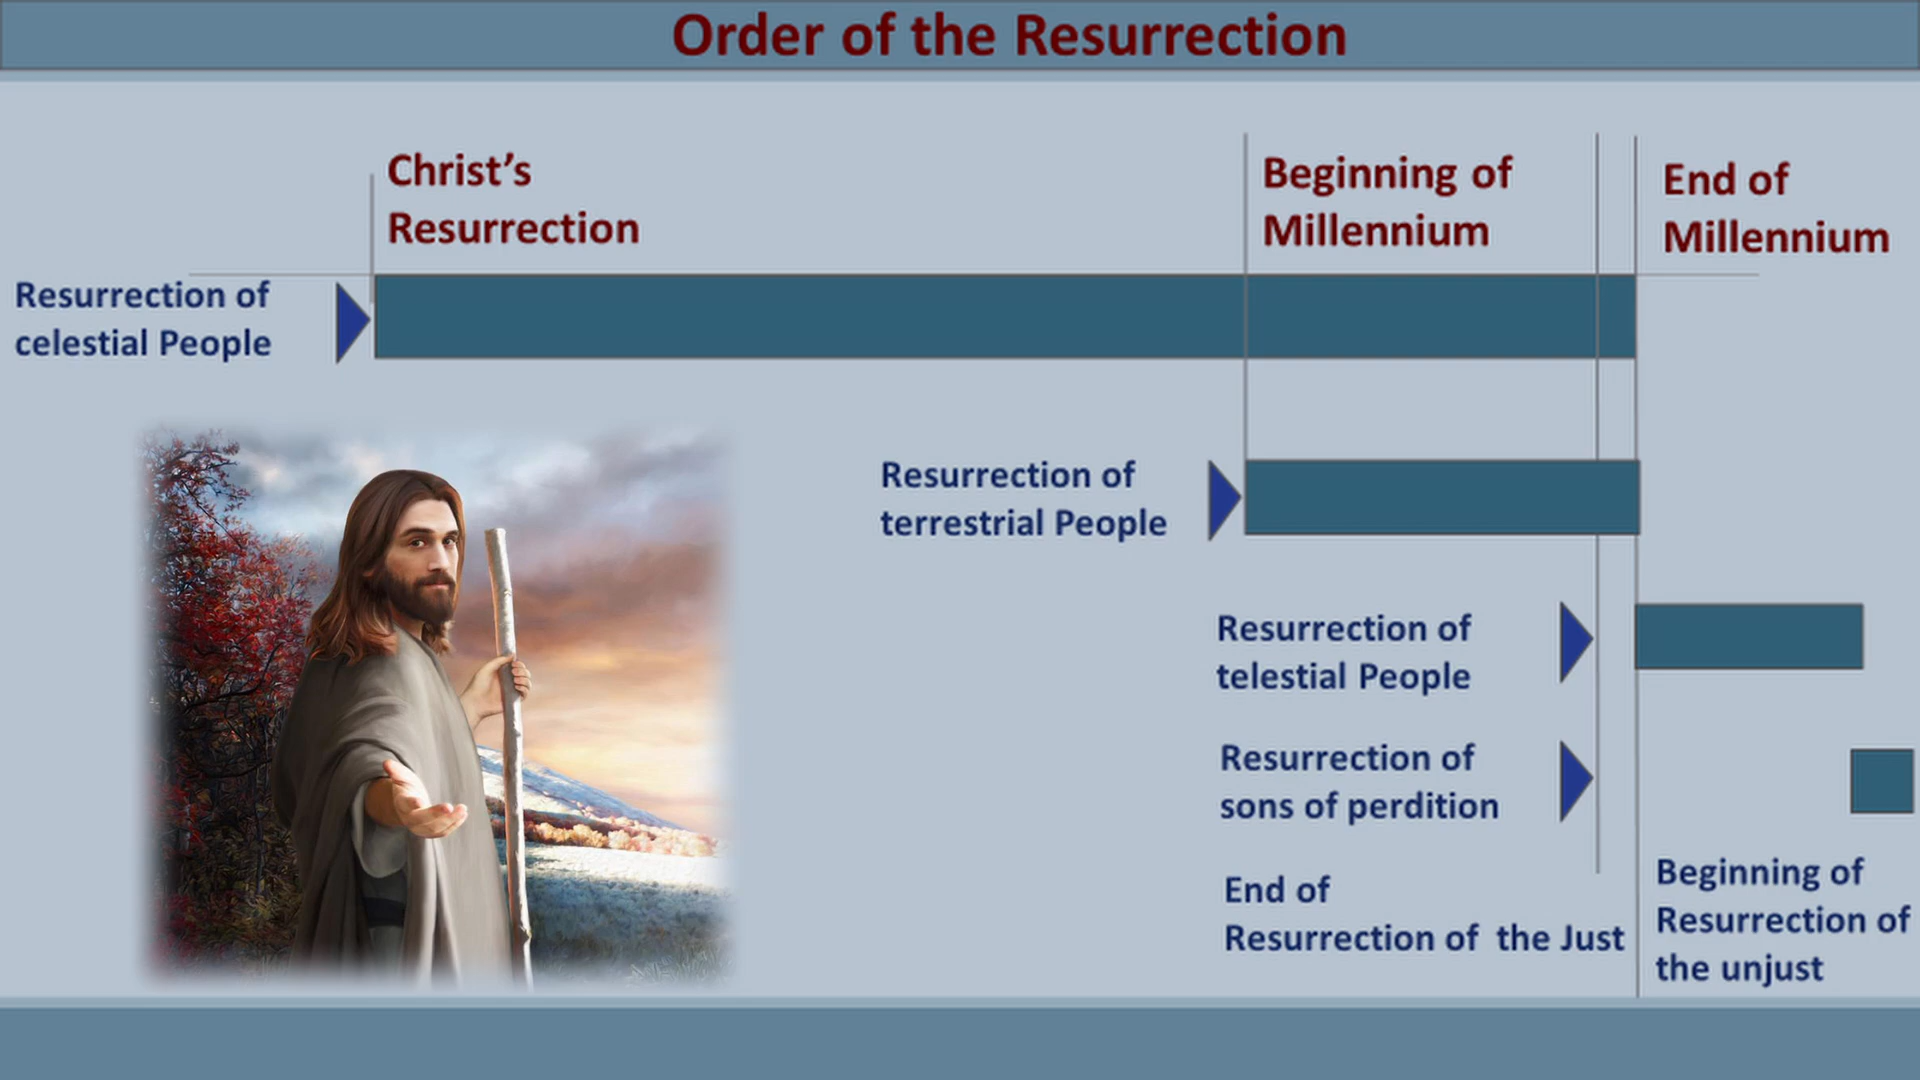 Order of the Resurrection
Christ’s
Resurrection
Beginning of
Millennium
End of
Millennium
Resurrection of
celestial People
Resurrection of
terrestrial People
Resurrection of
telestial People
Resurrection of
sons of perdition
End of
Resurrection of the Just
Beginning of
Resurrection of
the unjust